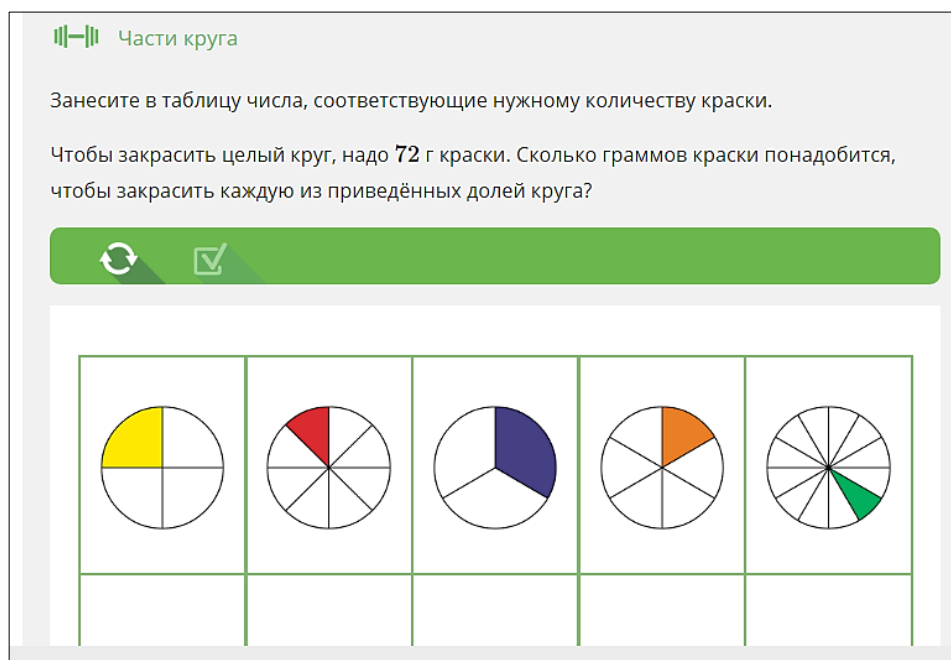 Части круга
Занесите в таблицу числа, соответствующие нужному количеству краски.
Чтобы закрасить целый круг, надо 72 г краски. Сколько граммов краски понадобится,
чтобы закрасить каждую из приведённых долей круга?